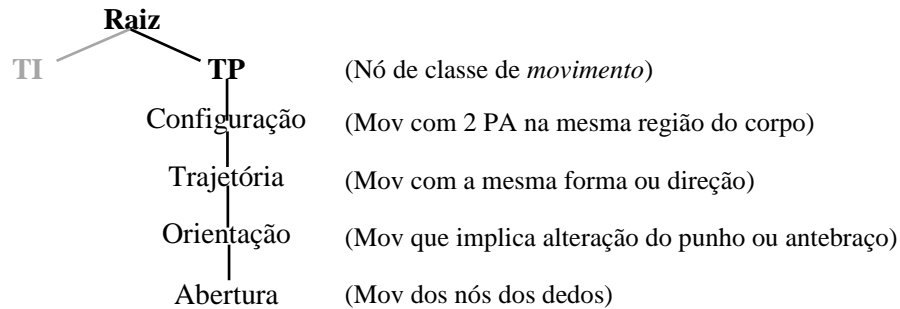 Raiz
TI TP (Nó de classe de movimento)
Configuração (Mov com 2 PA na mesma região do corpo)
Trajetória (Mov com a mesma forma ou direção)
Orientação (Mov que implica alteração do punho ou antebraço)
Abertura (Mov dos nós dos dedos)